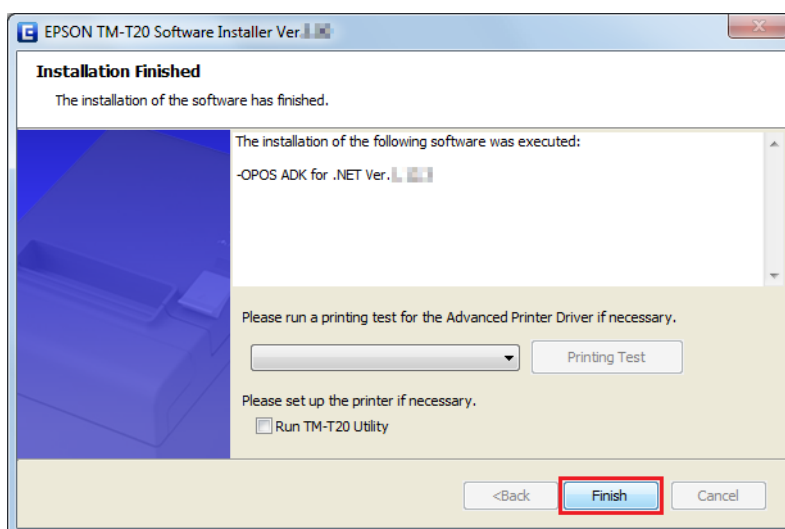 EPSON TM-T20 Software Installer Ver.
Installation Finished
The installation of the software has finished.
The installation of the following software was executed:
-OPOS ADK for .NET Ver.
Please run a printing test for the Advanced Printer Driver if necessary.
Printing Test
Please set up the printer if necessary.
Run TM-T20 Utility
<Back Finish Cancel